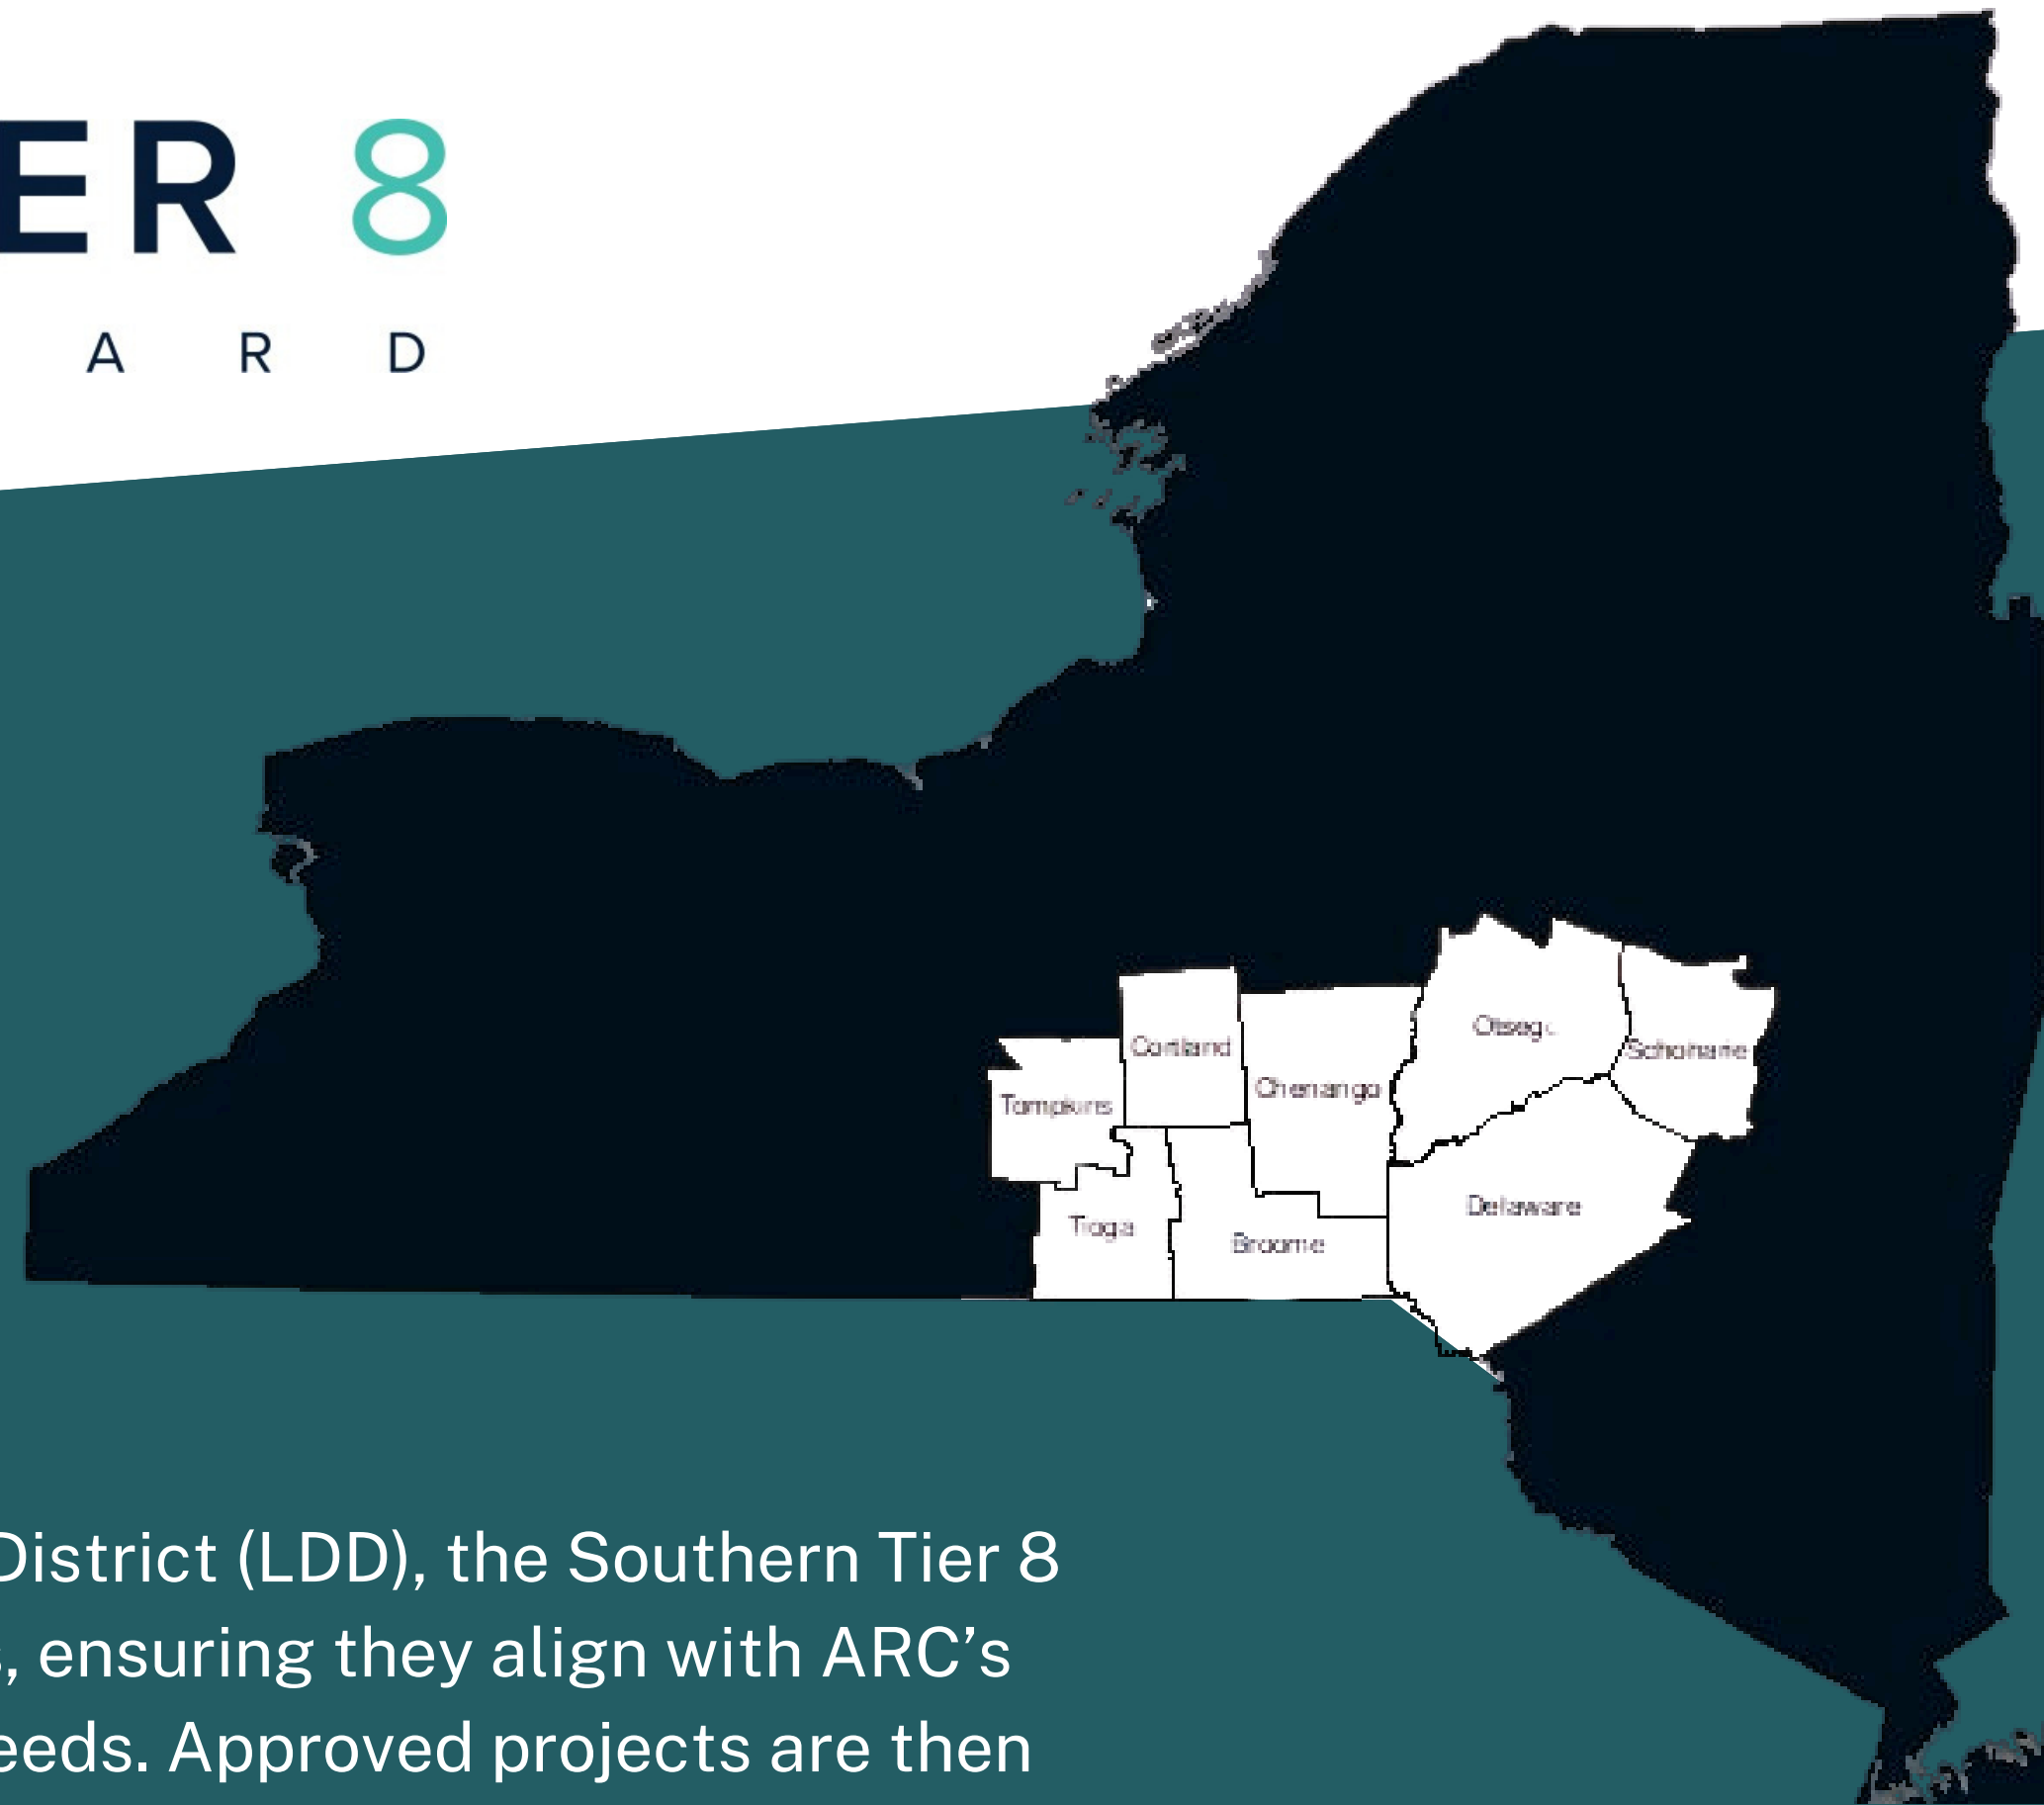 ER 8
A R D
Otseg
Cortland
Schoharie
Chenango
Tompkins
Delaware
Tioga
Broome
District (LDD), the Southern Tier 8
, ensuring they align with ARC’s
eeds. Approved projects are then